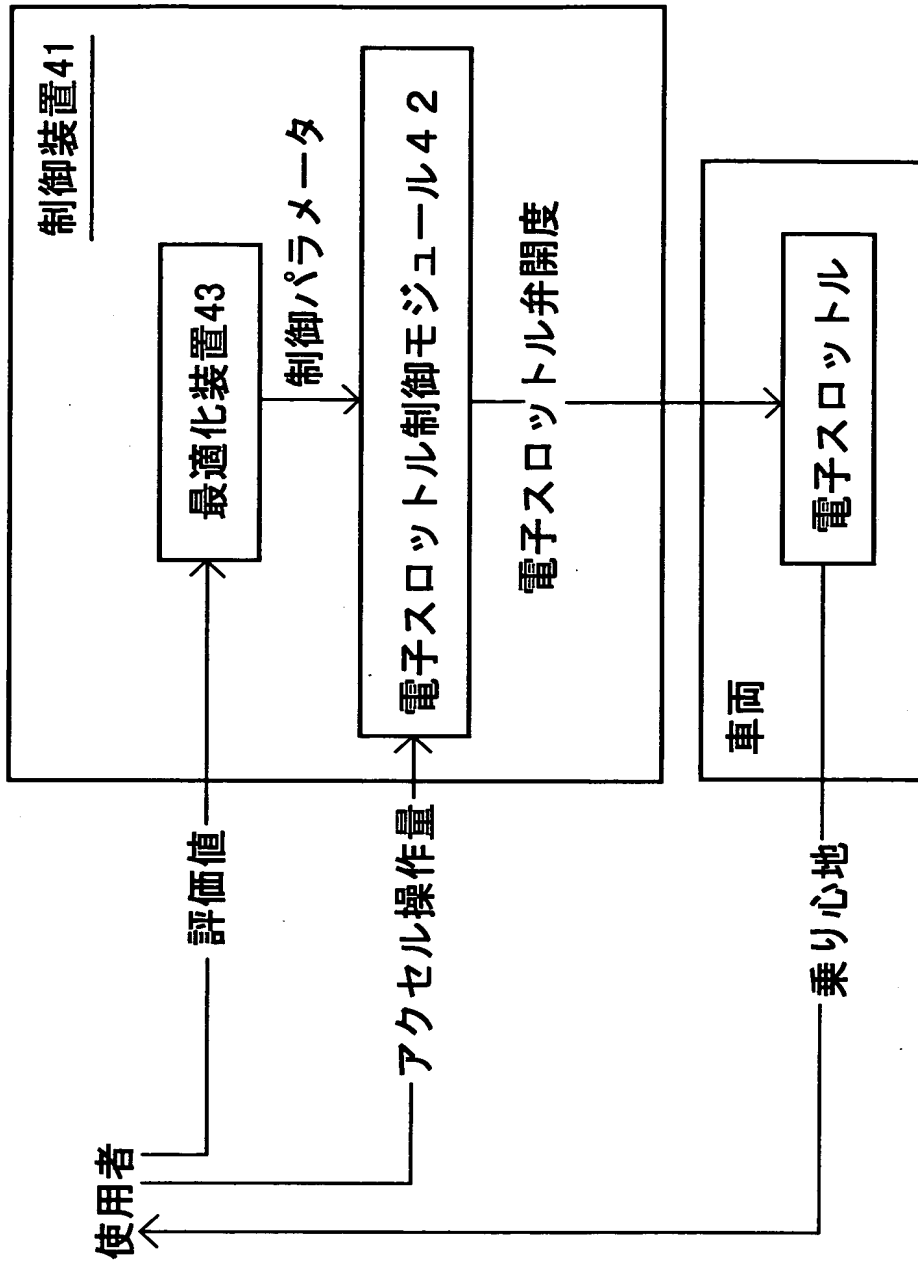 制御装置41
最適化装置43
制御パラメータ
電子スロットル制御モジュール42
電子スロットル弁開度
車両
電子スロットル
使用者
評価値
アクセル操作量
乗り心地